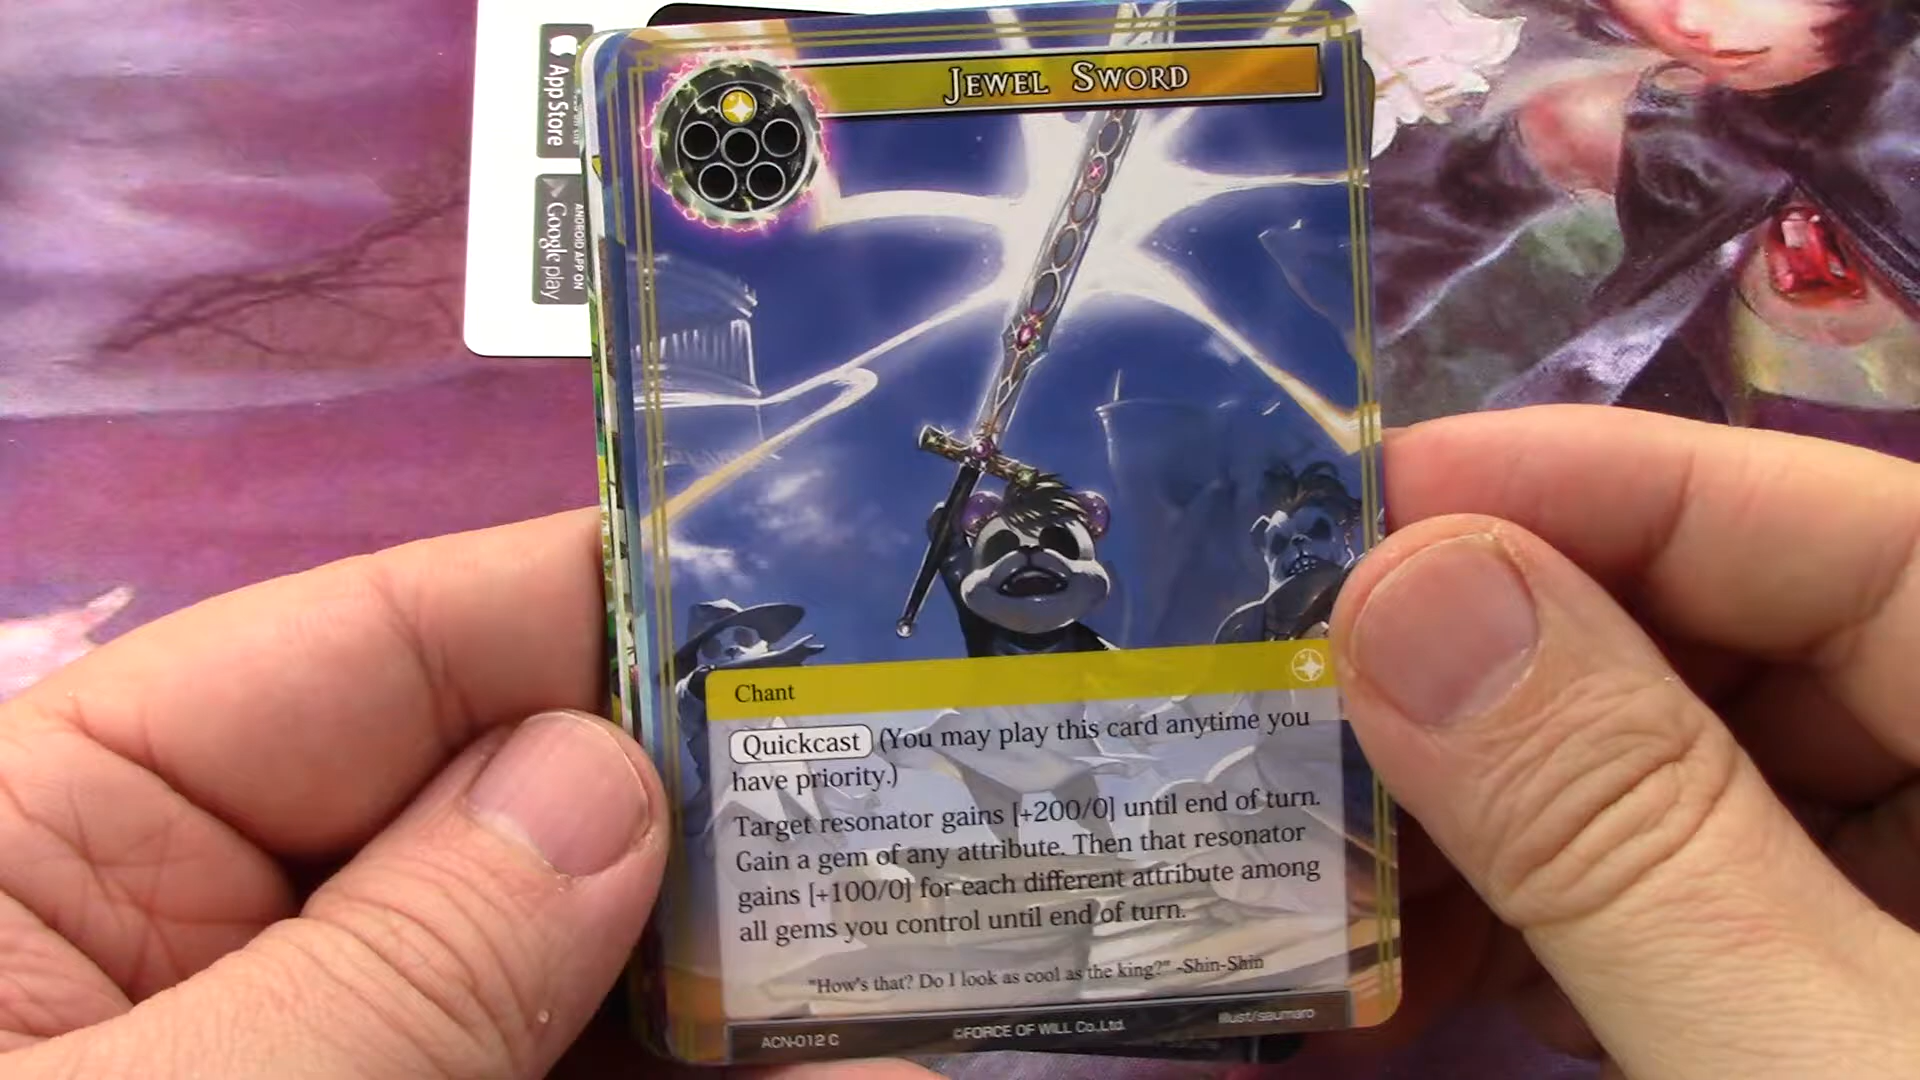 App Store
ANDROID APP ON
Google play
JEWEL SWORD
Chant
Quickcast (You may play this card anytime you
have priority.)
Target resonator gains [+200/0] until end of turn.
Gain a gem of any attribute. Then that resonator
gains [+100/0] for each different attribute among
all gems you control until end of turn.
"How's that? Do I look as cool as the king?" -Shin-Shin
ACN-012 C
©FORCE OF WILL Co.,Ltd.
Illust/saumaro